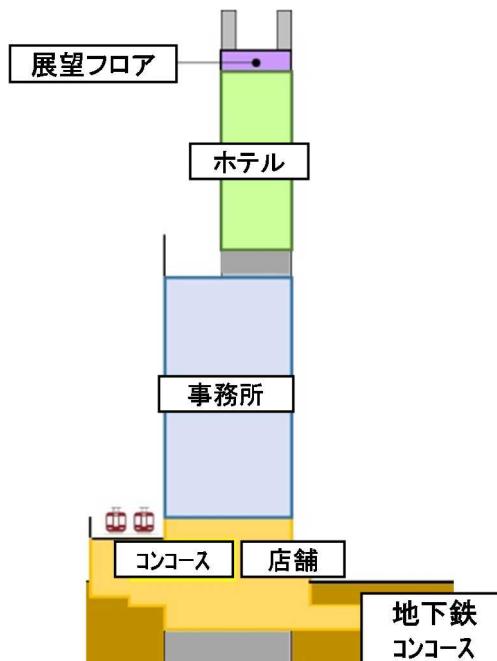 展望フロア
ホテル
事務所
コンコース
店舗
地下鉄
コンコース